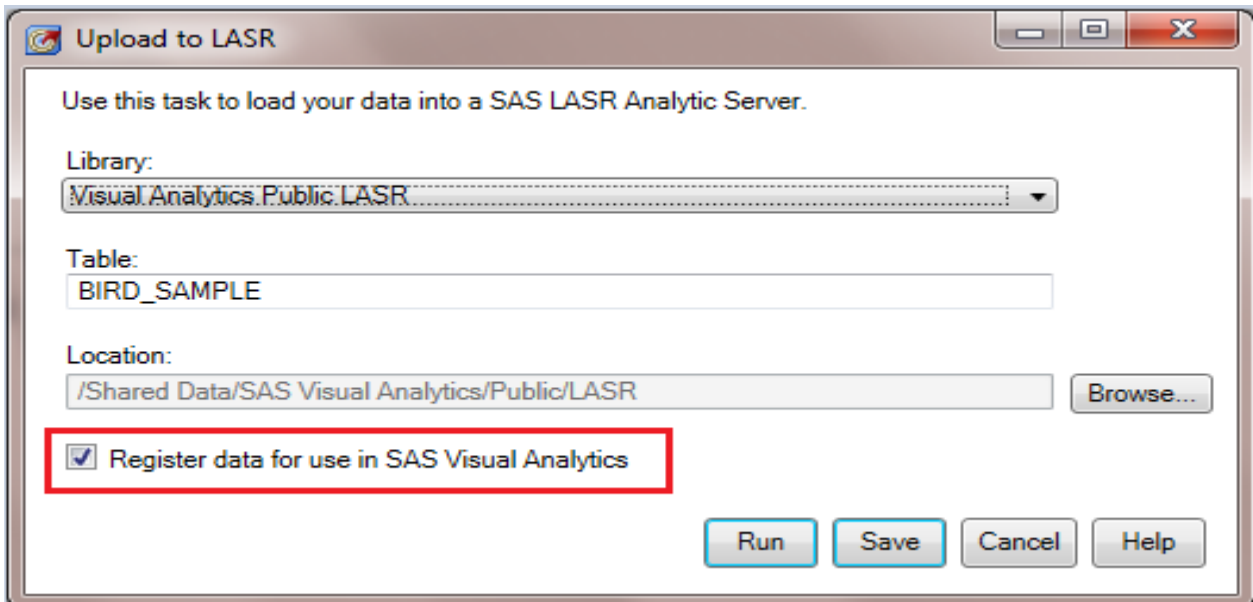 Upload to LASR
Use this task to load your data into a SAS LASR Analytic Server.
Library:
Visual Analytics Public LASR
Table:
BIRD_SAMPLE
Location:
/Shared Data/SAS Visual Analytics/Public/LASR
Browse...
Register data for use in SAS Visual Analytics
Run Save Cancel Help